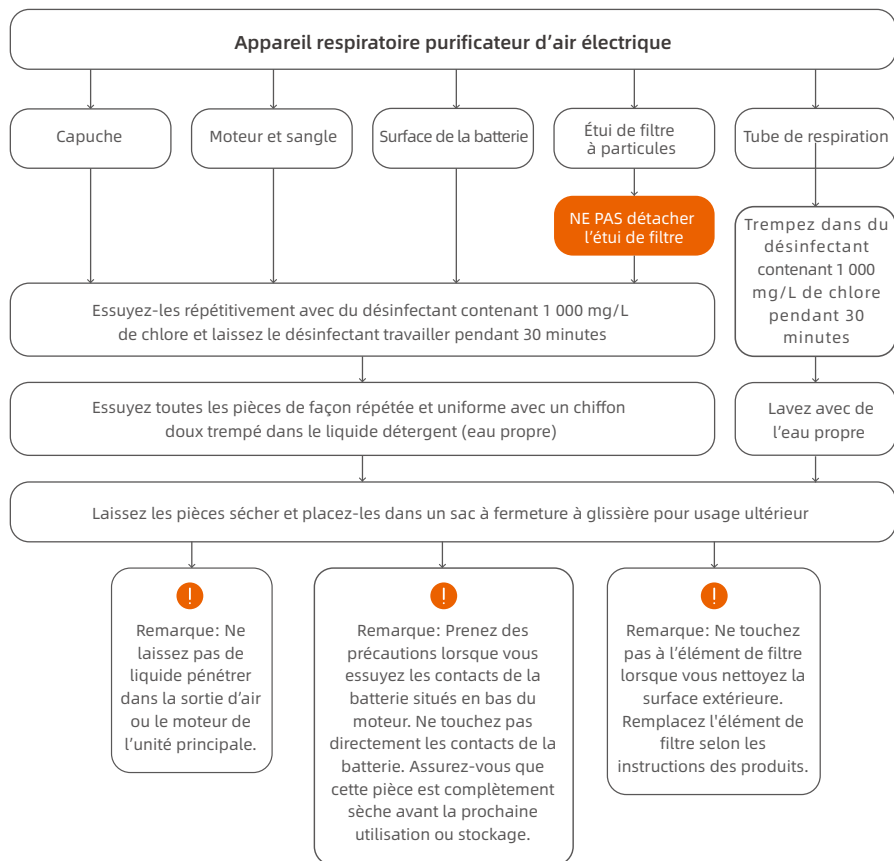 Appareil respiratoire purificateur d'air électrique
Capuche
Moteur et sangle
Surface de la batterie
Étui de filtre
à particules
Tube de respiration
NE PAS détacher
l'étui de filtre
Trempez dans du
désinfectant
contenant 1 000
mg/L de chlore
pendant 30
minutes
Essuyez-les répétitivement avec du désinfectant contenant 1 000 mg/L
de chlore et laissez le désinfectant travailler pendant 30 minutes
Essuyez toutes les pièces de façon répétée et uniforme avec un chiffon
doux trempé dans le liquide détergent (eau propre)
Lavez avec de
l'eau propre
Laissez les pièces sécher et placez-les dans un sac à fermeture à glissière pour usage ultérieur
Remarque: Ne
laissez pas de
liquide pénétrer
dans la sortie d'air
ou le moteur de
l'unité principale.
Remarque: Prenez des
précautions lorsque vous
essuyez les contacts de la
batterie situés en bas du
moteur. Ne touchez pas
directement les contacts de la
batterie. Assurez-vous que
cette pièce est complètement
sèche avant la prochaine
utilisation ou stockage.
Remarque: Ne touchez
pas à l'élément de filtre
lorsque vous nettoyez la
surface extérieure.
Remplacez l'élément de
filtre selon les
instructions des produits.